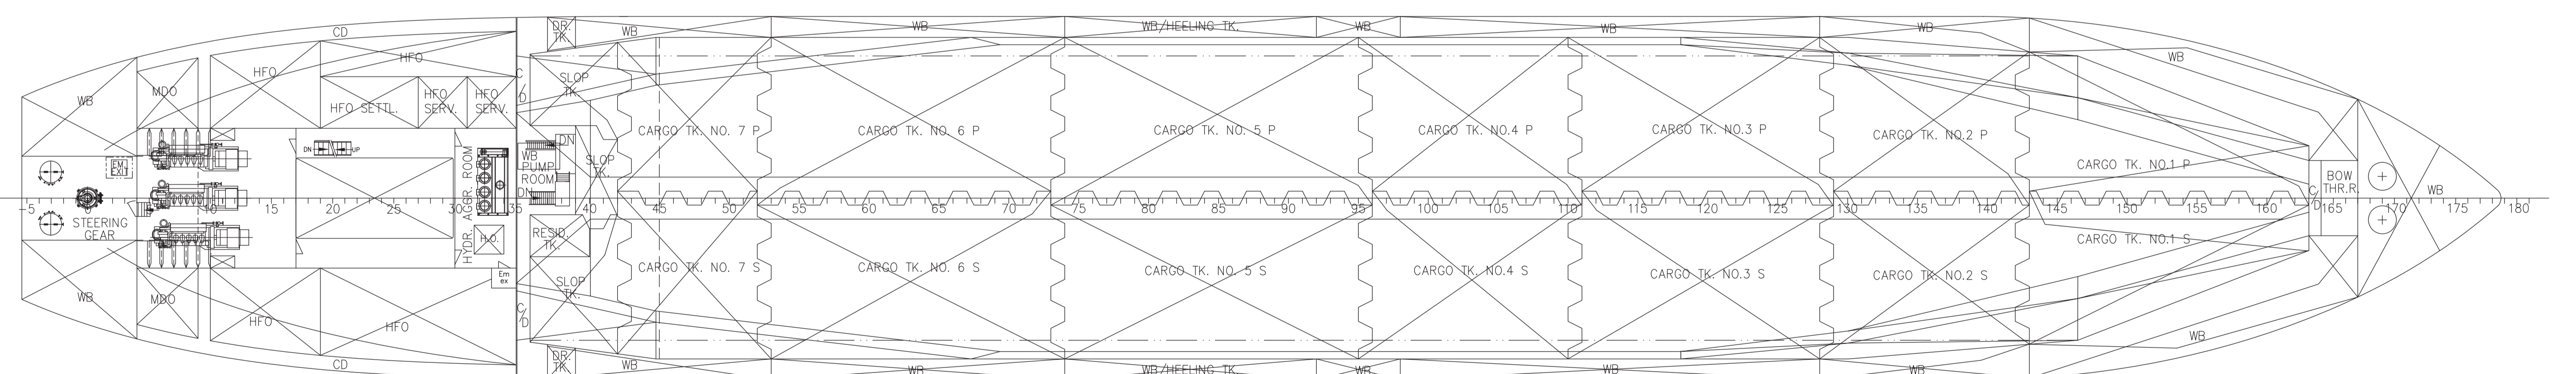 CD
WB
MDO
HFO
HFO
HFO SETTL.
HFO
SERV.
HFO
SERV.
C/D
DR.
TK.
WB
SLOP
TK.
WB
WB/HEELING TK.
WB
WB
WB
WB
CARGO TK. NO. 7 P
CARGO TK. NO. 6 P
CARGO TK. NO. 5 P
CARGO TK. NO.4 P
CARGO TK. NO.3 P
CARGO TK. NO.2 P
CARGO TK. NO.1 P
EM
EXIT
DN
UP
HYDR. AGGR. ROOM
DN
WB
PUMP
ROOM
DN
SLOP
TK.
BOW
THR.R.
WB
C/D
-5 0 10 15 20 25 30 35 40 45 50 55 60 65 70 75 80 85 90 95 100 105 110 115 120 125 130 135 140 145 150 155 160 165 170 175 180
STEERING
GEAR
H.O.
RESID.
TK.
CARGO TK. NO. 7 S
CARGO TK. NO. 6 S
CARGO TK. NO. 5 S
CARGO TK. NO.4 S
CARGO TK. NO.3 S
CARGO TK. NO.2 S
CARGO TK. NO.1 S
Em
ex
SLOP
TK.
WB
MDO
HFO
HFO
C/D
CD
DR.
TK
WB
WB
WB/HEELING TK.
WB
WB
WB
WB